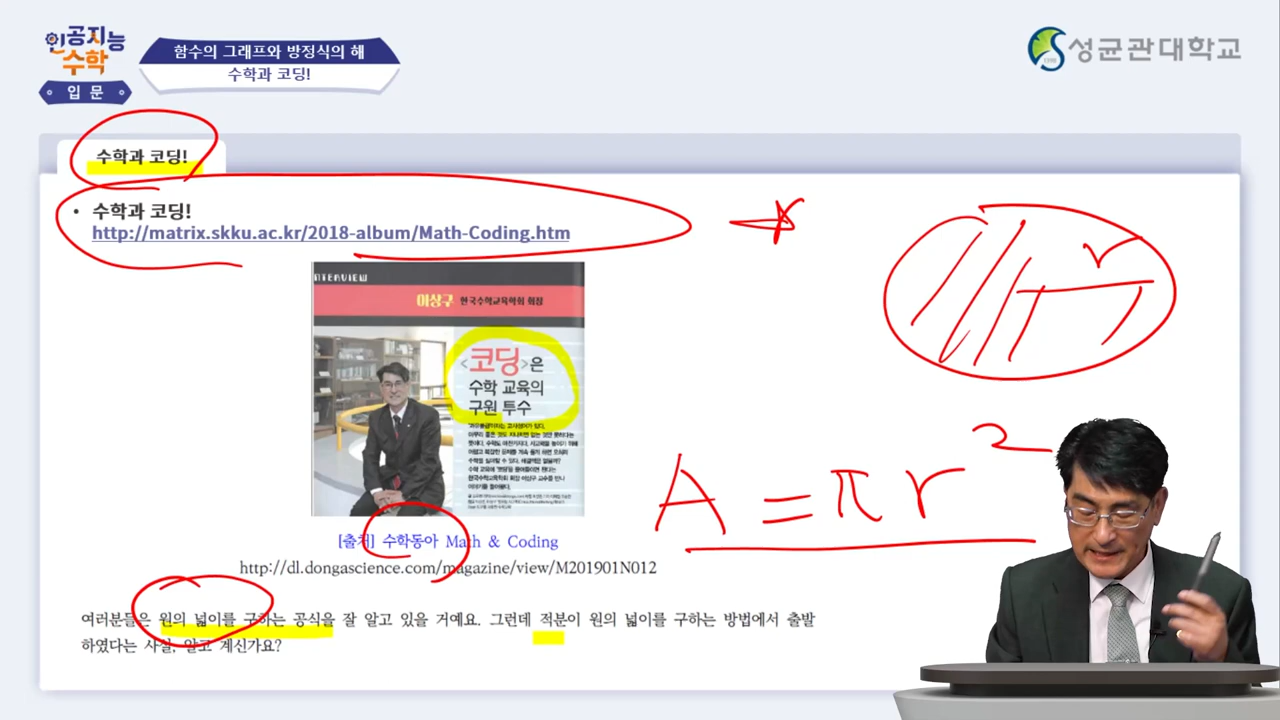 인공지능
수학
입문
함수의 그래프와 방정식의 해
수학과 코딩!
성균관대학교
수학과 코딩!
• 수학과 코딩!
http://matrix.skku.ac.kr/2018-album/Math-Coding.htm
INTERVIEW
이상구 한국수학교육학회 회장
<코딩>은
수학 교육의
구원 투수
r
A = πr²
[출처] 수학동아 Math & Coding
http://dl.dongascience.com/magazine/view/M201901N012
여러분들은 원의 넓이를 구하는 공식을 잘 알고 있을 거예요. 그런데 적분이 원의 넓이를 구하는 방법에서 출발
하였다는 사실, 알고 계신가요?